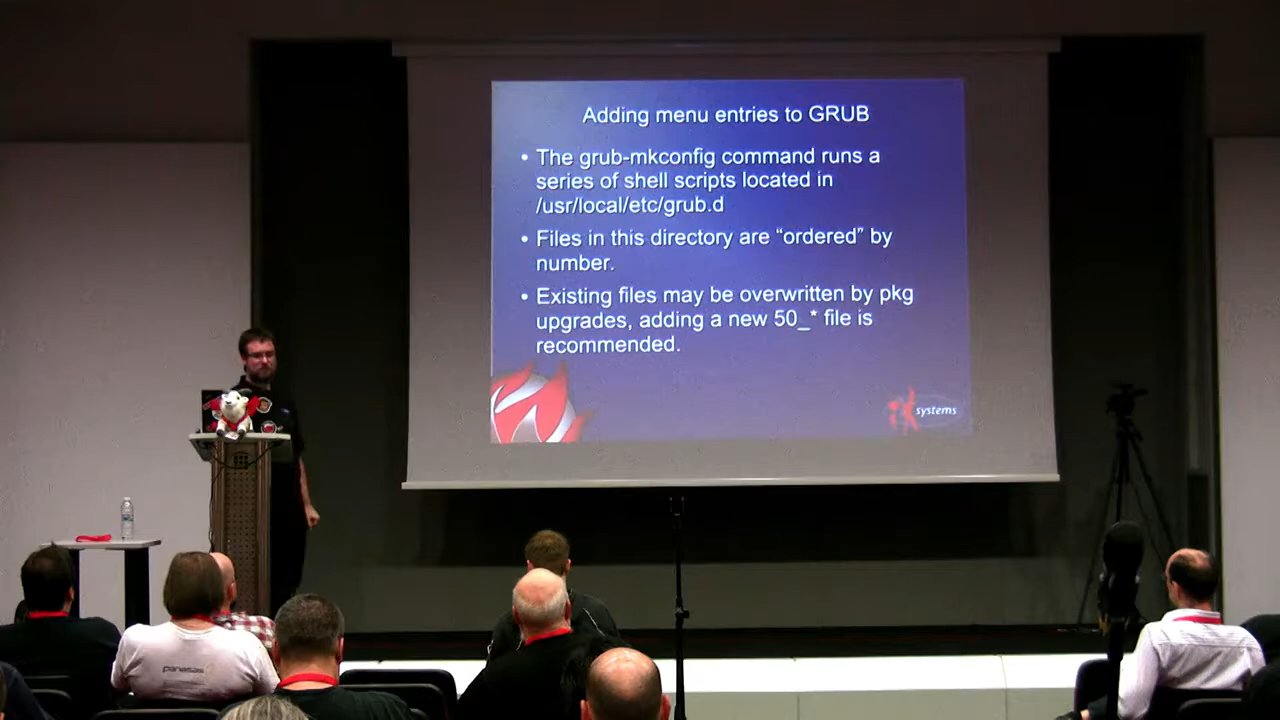 Adding menu entries to GRUB
• The grub-mkconfig command runs a
series of shell scripts located in
/usr/local/etc/grub.d
• Files in this directory are “ordered” by
number.
• Existing files may be overwritten by pkg
upgrades, adding a new 50_* file is
recommended.
iX systems
panasas